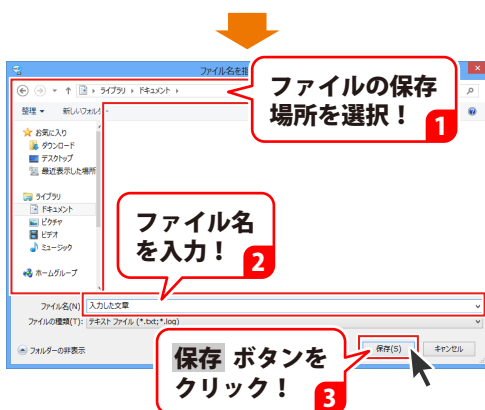 ファイル名を指
ライブラリ ▸ ドキュメント ▸
ファイルの保存
場所を選択！
1
整理 ▾ 新しいフォル
お気に入り
ダウンロード
デスクトップ
最近表示した場所
ライブラリ
ドキュメント
ピクチャ
ビデオ
ミュージック
ホームグループ
ファイル名
を入力！
2
ファイル名(N): 入力した文章
ファイルの種類(T): テキスト ファイル (*.txt;*.log)
フォルダーの非表示
保存(S) キャンセル
保存 ボタンを
クリック！
3